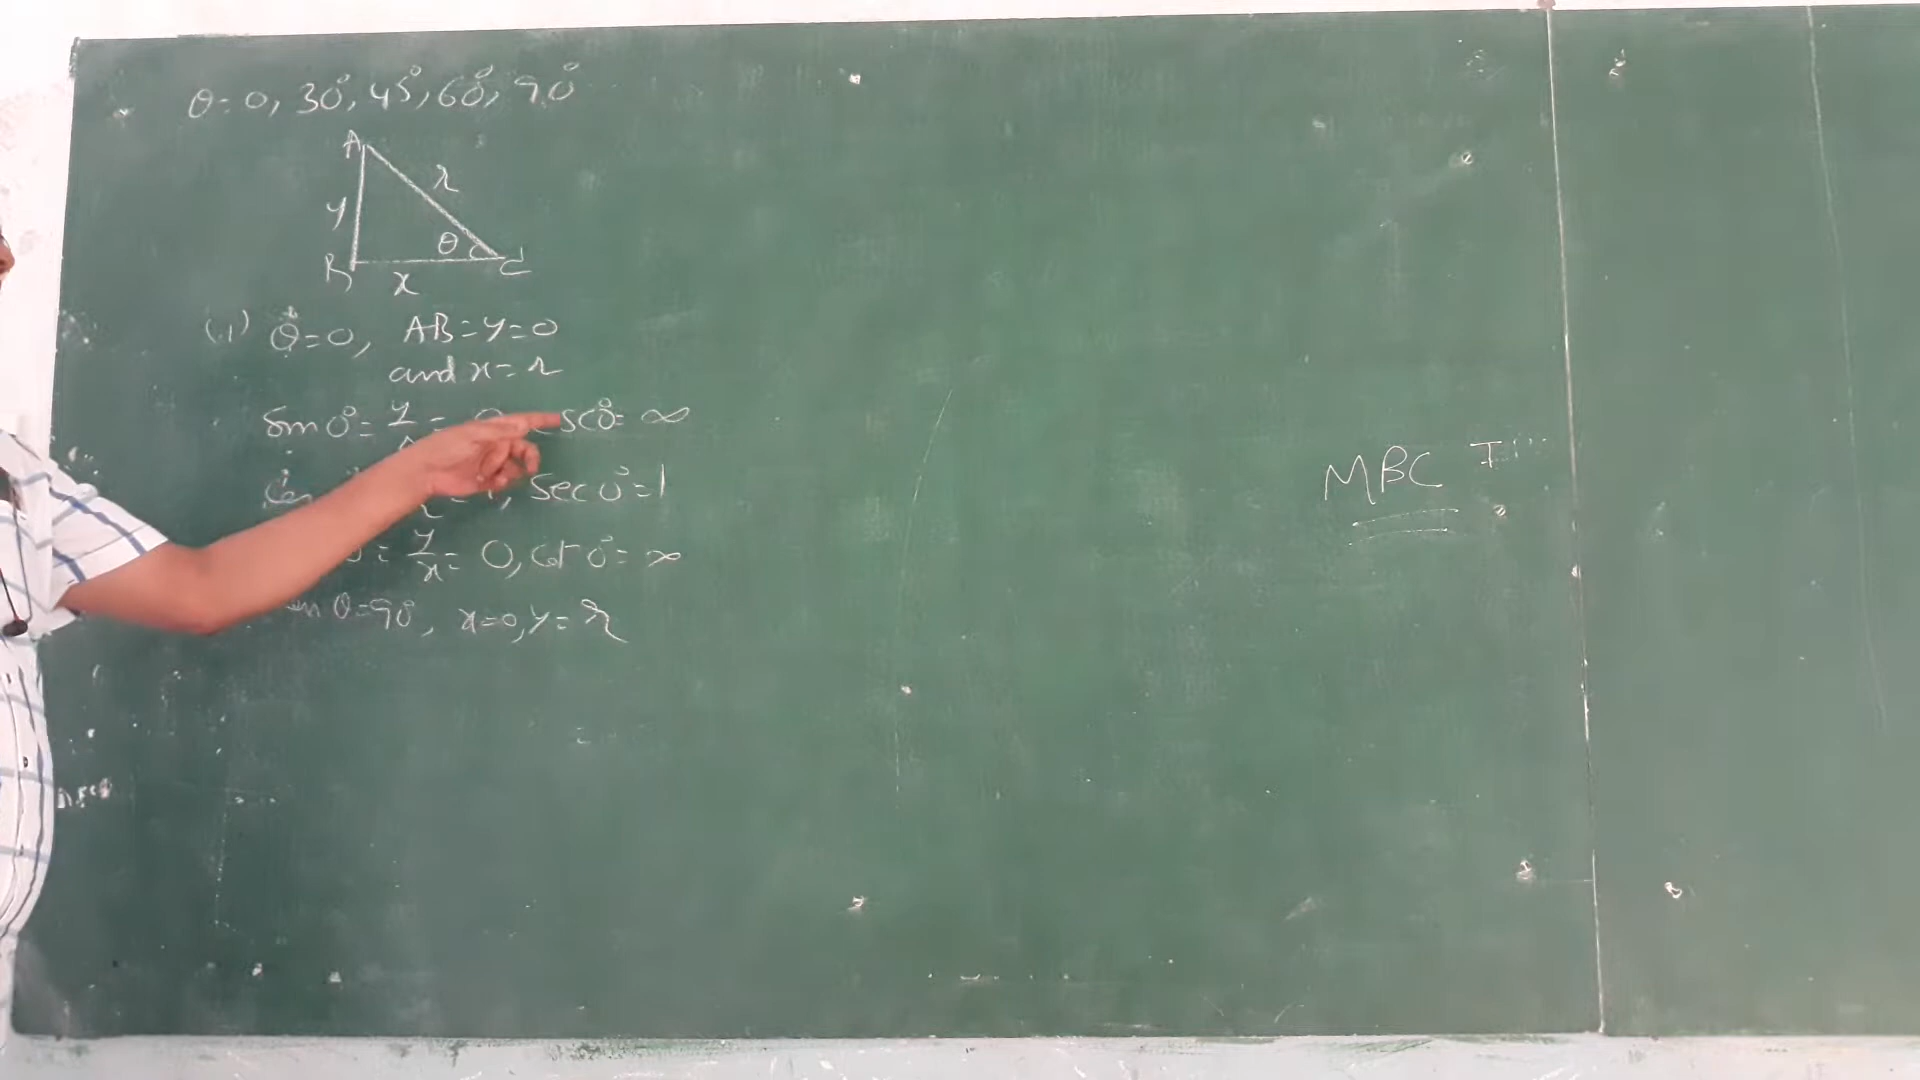 θ = 0, 30°, 45°, 60°, 90°
A
r
y
θ
B
C
x
(1) θ = 0, AB = y = 0
and x = r
Sin 0° = y = sc 0° = ∞
1, Sec 0° = 1
= y/x = 0, Cot 0° = ∞
θ = 90°, x = 0, y = r
MBC